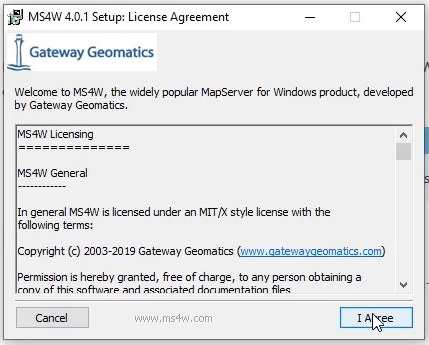 MS4W 4.0.1 Setup: License Agreement
Gateway Geomatics
Welcome to MS4W, the widely popular MapServer for Windows product, developed
by Gateway Geomatics.
MS4W Licensing
==============
MS4W General
------------
In general MS4W is licensed under an MIT/X style license with the
following terms:
Copyright (c) 2003-2019 Gateway Geomatics (www.gatewaygeomatics.com)
Permission is hereby granted, free of charge, to any person obtaining a
copy of this software and associated documentation files
Cancel
www.ms4w.com
I Agree